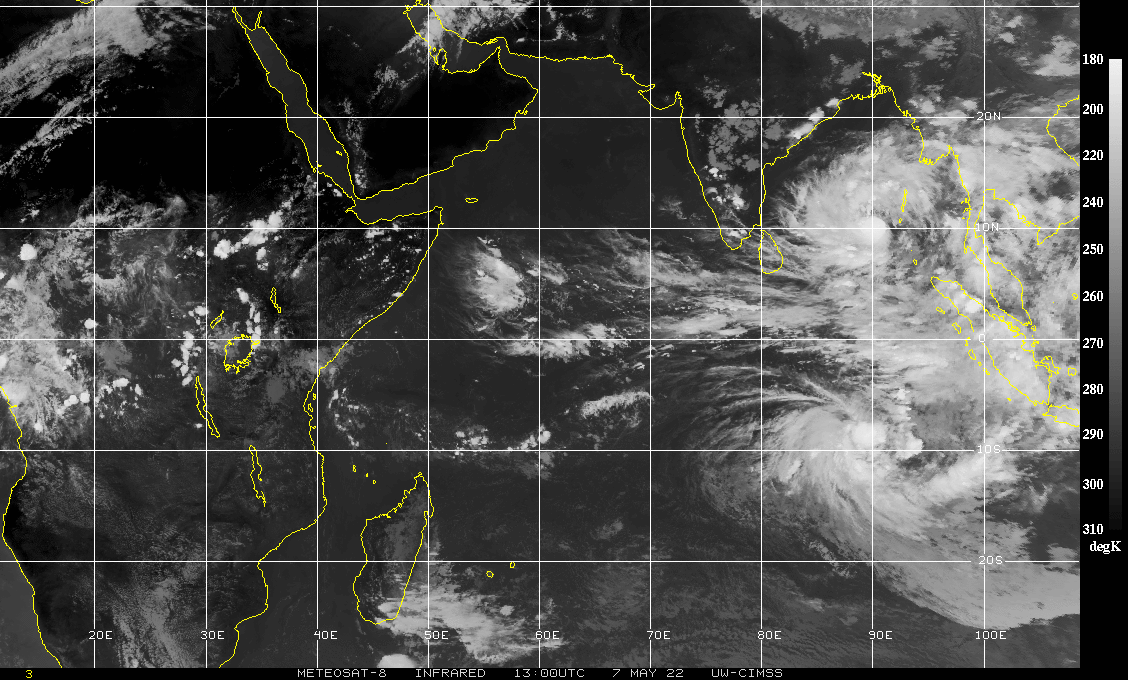 180
200
220
20N
240
10N
250
260
0
270
280
290
10S
300
310
degK
20S
20E 30E 40E 50E 60E 70E 80E 90E 100E
3 METEOSAT-8 INFRARED 13:00UTC 7 MAY 22 UW-CIMSS